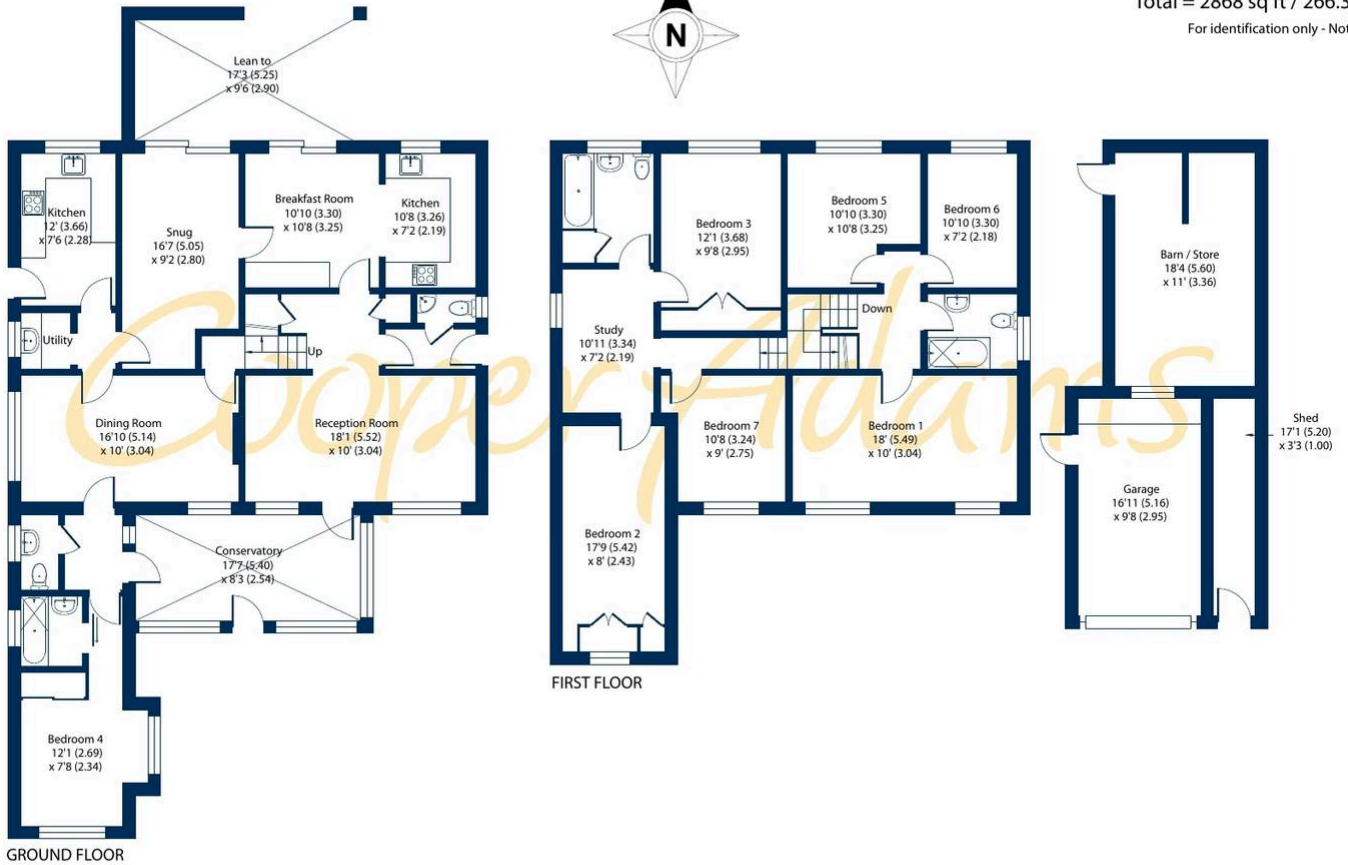 Total = 2868 sq ft / 266.3
For identification only - Not
N
Lean to
17'3 (5.25)
x 9'6 (2.90)
Kitchen
12' (3.66)
x 7'6 (2.28)
Snug
16'7 (5.05)
x 9'2 (2.80)
Breakfast Room
10'10 (3.30)
x 10'8 (3.25)
Kitchen
10'8 (3.26)
x 7'2 (2.19)
Utility
Up
Dining Room
16'10 (5.14)
x 10' (3.04)
Reception Room
18'1 (5.52)
x 10' (3.04)
Conservatory
17'7 (5.40)
x 8'3 (2.54)
Bedroom 4
12'1 (2.69)
x 7'8 (2.34)
GROUND FLOOR
Bedroom 3
12'1 (3.68)
x 9'8 (2.95)
Bedroom 5
10'10 (3.30)
x 10'8 (3.25)
Bedroom 6
10'10 (3.30)
x 7'2 (2.18)
Study
10'11 (3.34)
x 7'2 (2.19)
Down
Bedroom 7
10'8 (3.24)
x 9' (2.75)
Bedroom 1
18' (5.49)
x 10' (3.04)
Bedroom 2
17'9 (5.42)
x 8' (2.43)
FIRST FLOOR
Barn / Store
18'4 (5.60)
x 11' (3.36)
Garage
16'11 (5.16)
x 9'8 (2.95)
Shed
17'1 (5.20)
x 3'3 (1.00)
Cooper Adams